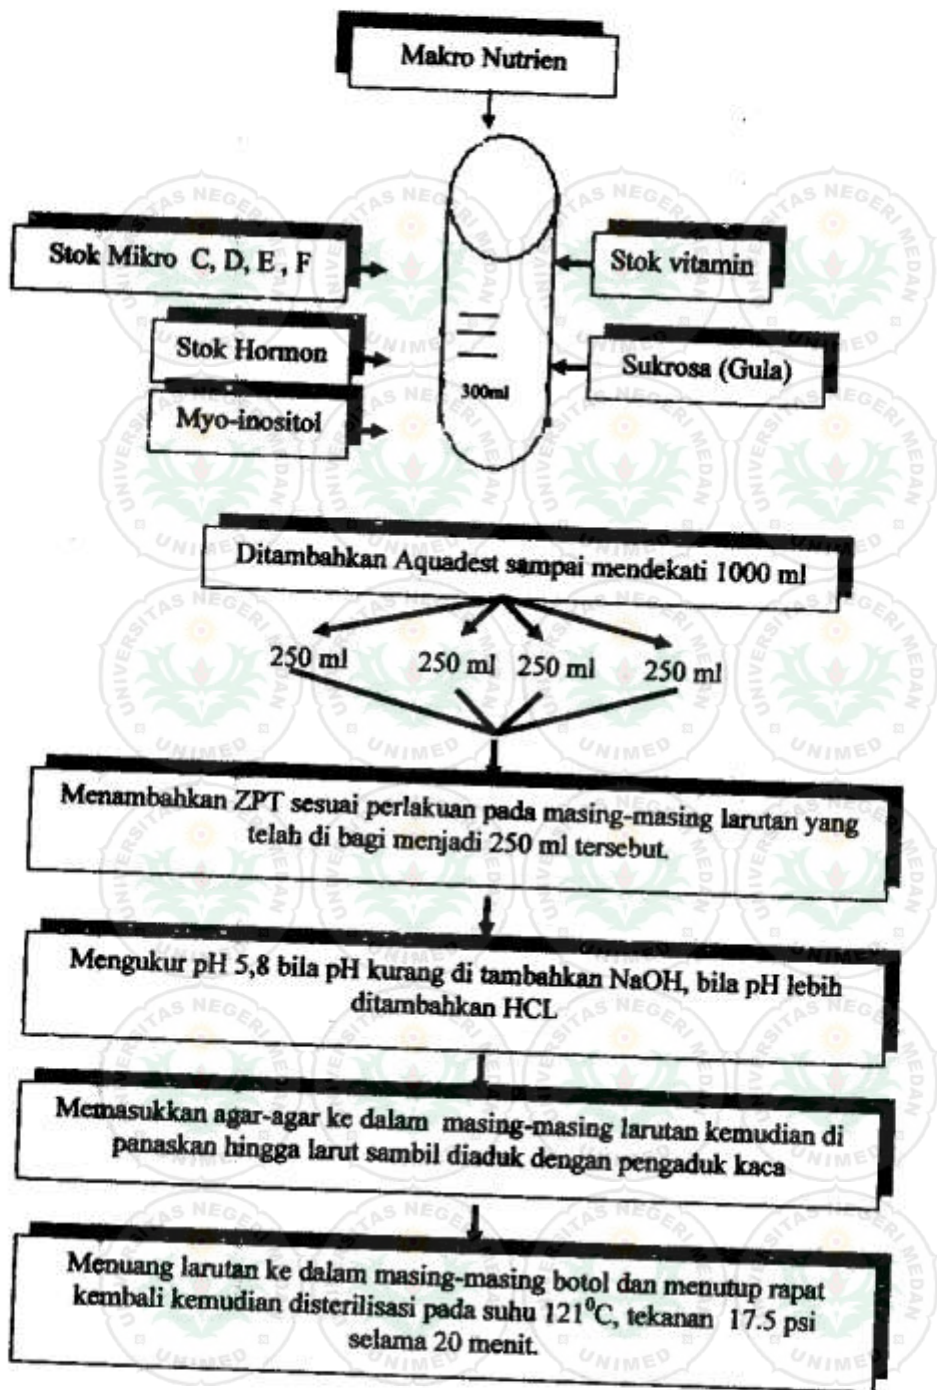 Makro Nutrien
Stok Mikro C, D, E , F
Stok vitamin
Stok Hormon
Sukrosa (Gula)
Myo-inositol
300ml
Ditambahkan Aquadest sampai mendekati 1000 ml
250 ml 250 ml 250 ml 250 ml
Menambahkan ZPT sesuai perlakuan pada masing-masing larutan yang
telah di bagi menjadi 250 ml tersebut.
Mengukur pH 5,8 bila pH kurang di tambahkan NaOH, bila pH lebih
ditambahkan HCL
Memasukkan agar-agar ke dalam masing-masing larutan kemudian di
panaskan hingga larut sambil diaduk dengan pengaduk kaca
Menuang larutan ke dalam masing-masing botol dan menutup rapat
kembali kemudian disterilisasi pada suhu 121⁰C, tekanan 17.5 psi
selama 20 menit.
UNIVERSITAS NEGERI MEDAN
UNIMED